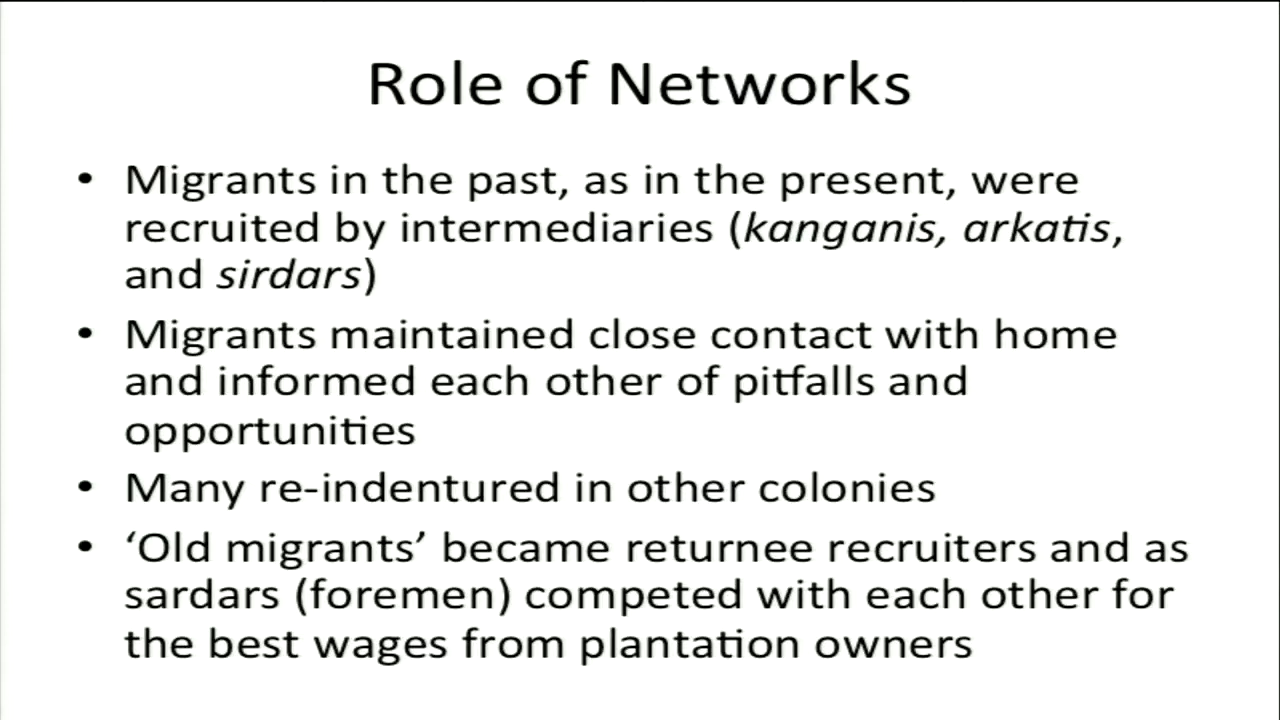 Role of Networks
• Migrants in the past, as in the present, were
recruited by intermediaries (kanganis, arkatis,
and sirdars)
• Migrants maintained close contact with home
and informed each other of pitfalls and
opportunities
• Many re-indentured in other colonies
• ‘Old migrants’ became returnee recruiters and as
sardars (foremen) competed with each other for
the best wages from plantation owners